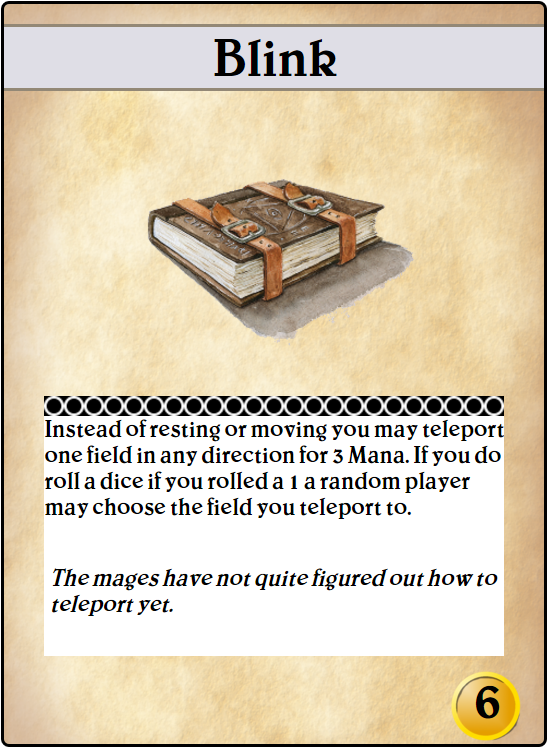 Blink
Instead of resting or moving you may teleport
one field in any direction for 3 Mana. If you do
roll a dice if you rolled a 1 a random player
may choose the field you teleport to.
The mages have not quite figured out how to
teleport yet.
6